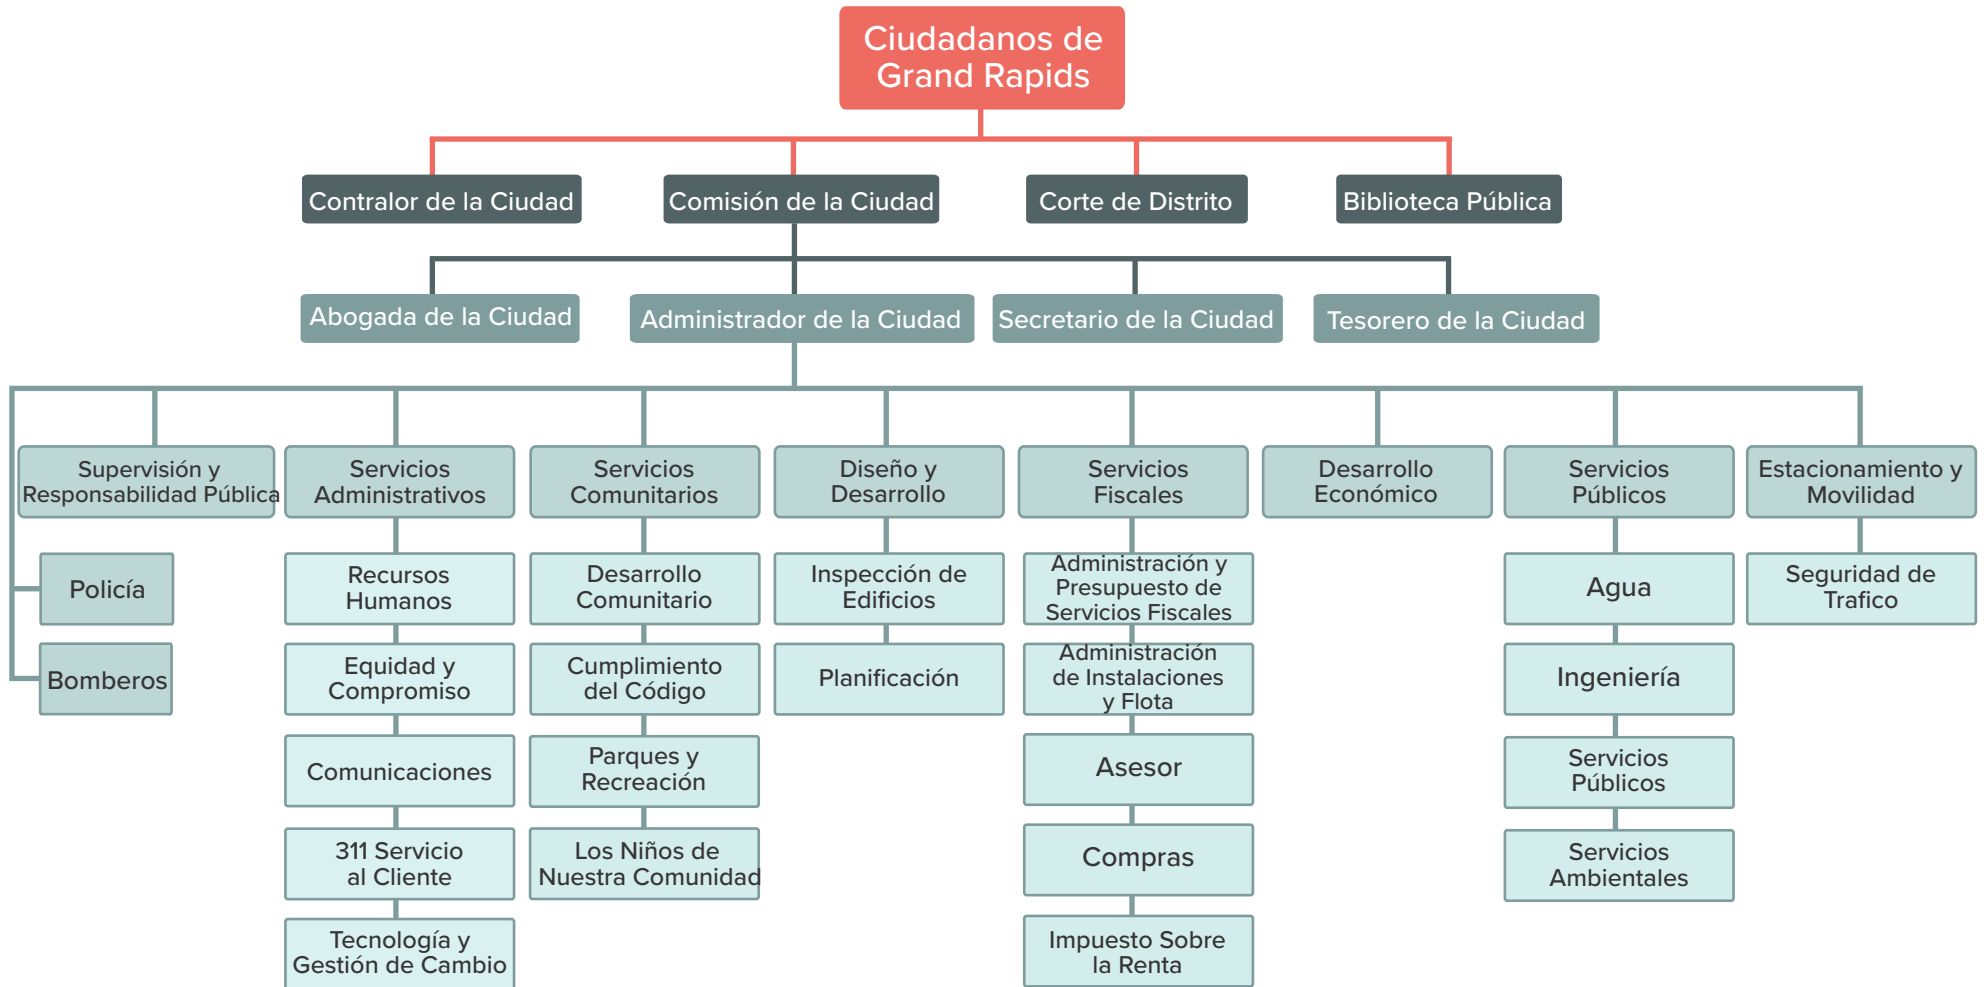 Ciudadanos de
Grand Rapids
Contralor de la Ciudad
Comisión de la Ciudad
Corte de Distrito
Biblioteca Pública
Abogada de la Ciudad
Administrador de la Ciudad
Secretario de la Ciudad
Tesorero de la Ciudad
Supervisión y
Responsabilidad Pública
Servicios
Administrativos
Servicios
Comunitarios
Diseño y
Desarrollo
Servicios
Fiscales
Desarrollo
Económico
Servicios
Públicos
Estacionamiento y
Movilidad
Policía
Bomberos
Recursos
Humanos
Equidad y
Compromiso
Comunicaciones
311 Servicio
al Cliente
Tecnología y
Gestión de Cambio
Desarrollo
Comunitario
Cumplimiento
del Código
Parques y
Recreación
Los Niños de
Nuestra Comunidad
Inspección de
Edificios
Planificación
Administración y
Presupuesto de
Servicios Fiscales
Administración
de Instalaciones
y Flota
Asesor
Compras
Impuesto Sobre
la Renta
Agua
Ingeniería
Servicios
Públicos
Servicios
Ambientales
Seguridad de
Trafico